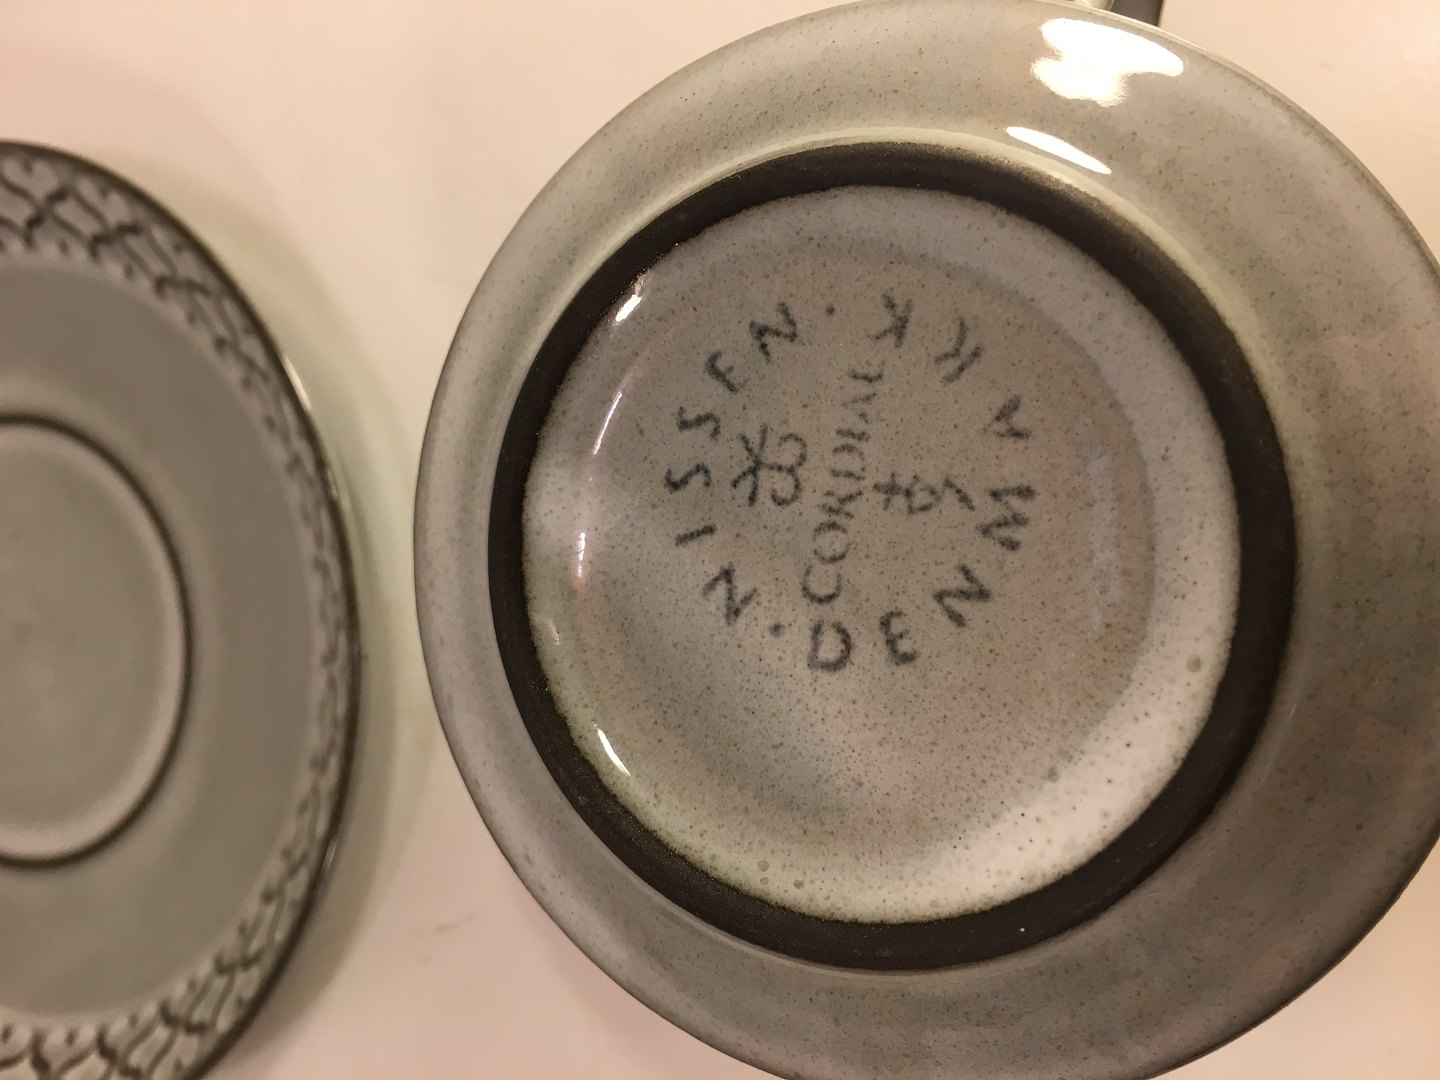 NISSEN · DENMARK ·
CORDIAL